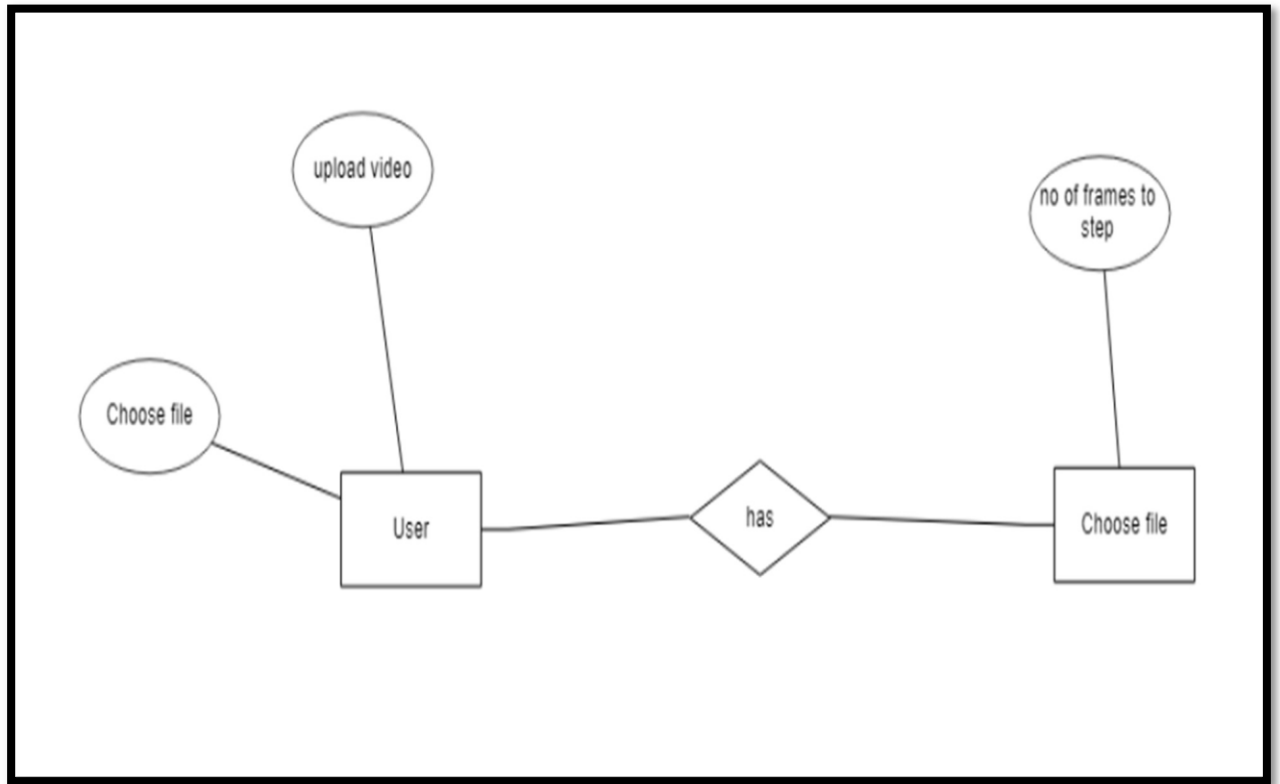 upload video
no of frames to
step
Choose file
User
has
Choose file